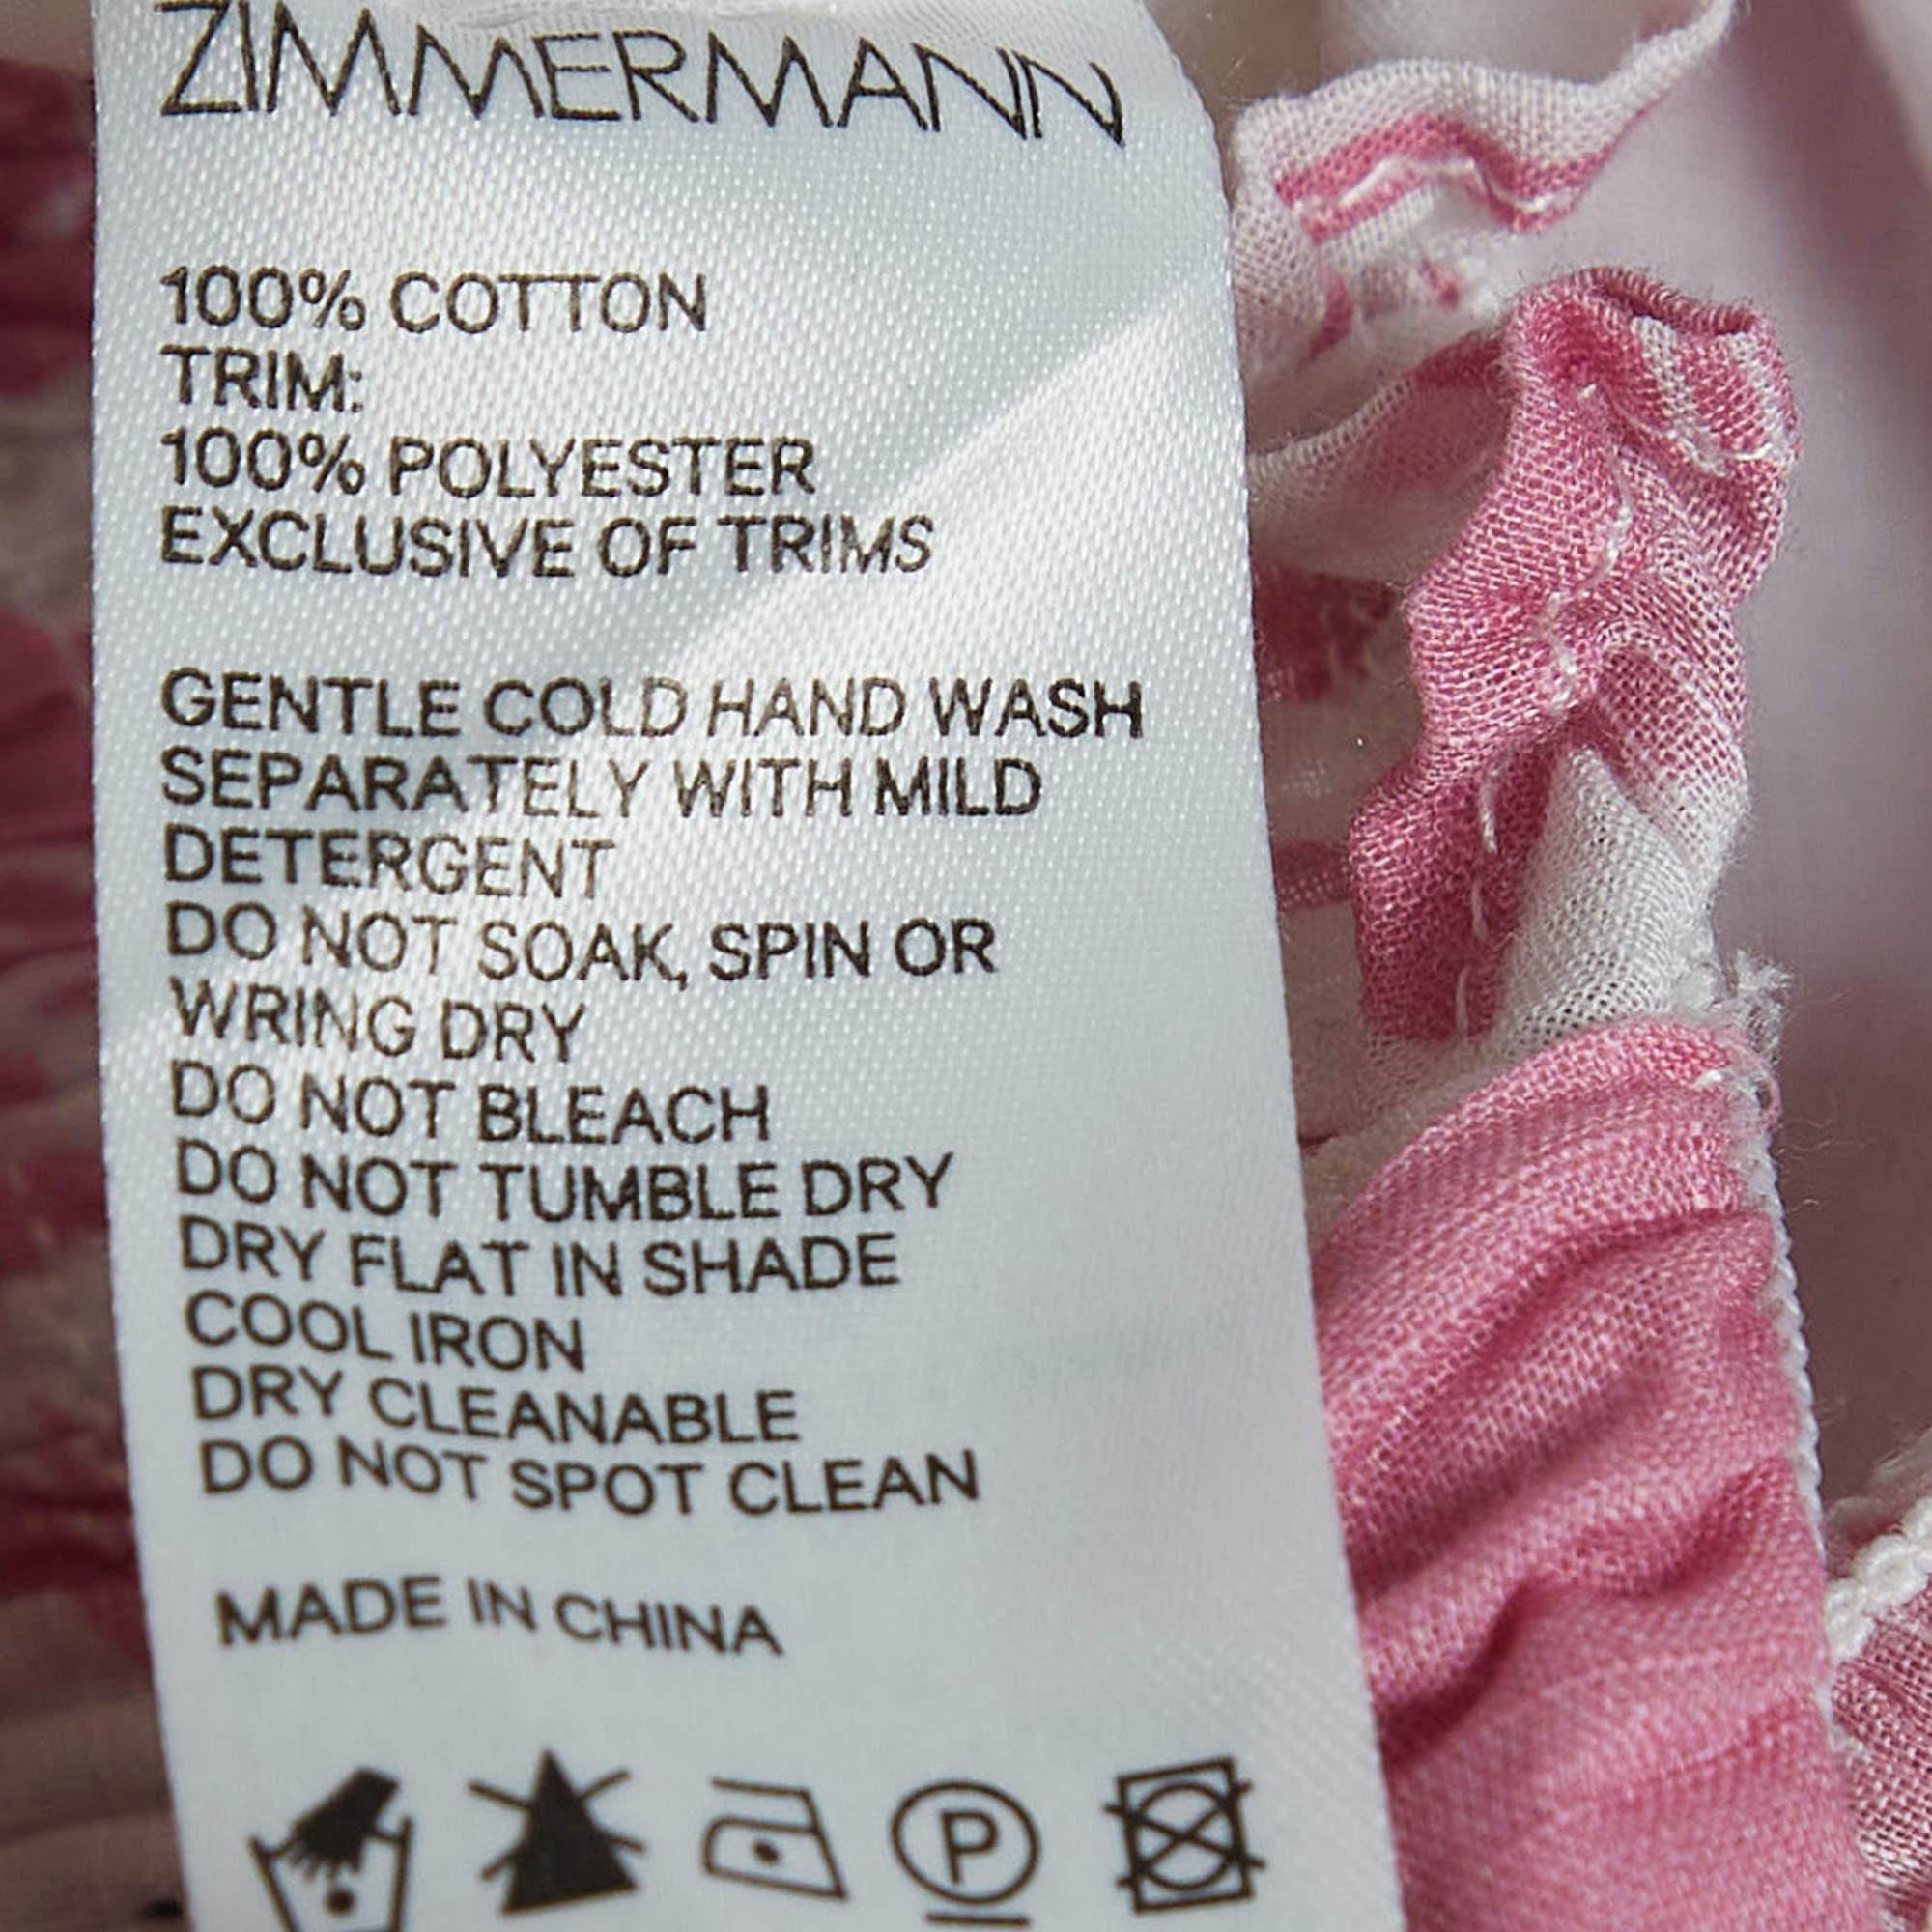 ZIMMERMANN
100% COTTON
TRIM:
100% POLYESTER
EXCLUSIVE OF TRIMS
GENTLE COLD HAND WASH
SEPARATELY WITH MILD
DETERGENT
DO NOT SOAK, SPIN OR
WRING DRY
DO NOT BLEACH
DO NOT TUMBLE DRY
DRY FLAT IN SHADE
COOL IRON
DRY CLEANABLE
DO NOT SPOT CLEAN
MADE IN CHINA
P